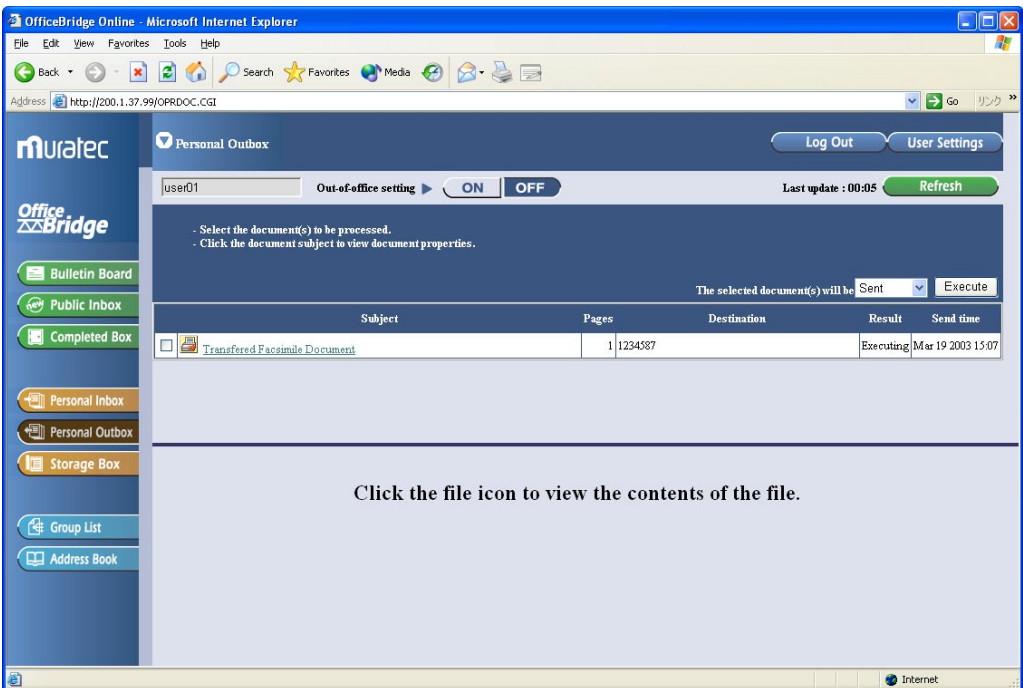 OfficeBridge Online - Microsoft Internet Explorer
File Edit View Favorites Tools Help
Back Search Favorites Media
Address http://200.1.37.99/OPRDOC.CGI Go リンク »
muratec
Personal Outbox
Log Out User Settings
user01 Out-of-office setting ON OFF Last update : 00:05 Refresh
Office
Bridge
- Select the document(s) to be processed.
- Click the document subject to view document properties.
Bulletin Board
The selected document(s) will be Sent Execute
Public Inbox
Subject Pages Destination Result Send time
Completed Box
Transfered Facsimile Document 1 1234587 Executing Mar 19 2003 15:07
Personal Inbox
Personal Outbox
Storage Box
Click the file icon to view the contents of the file.
Group List
Address Book
Internet